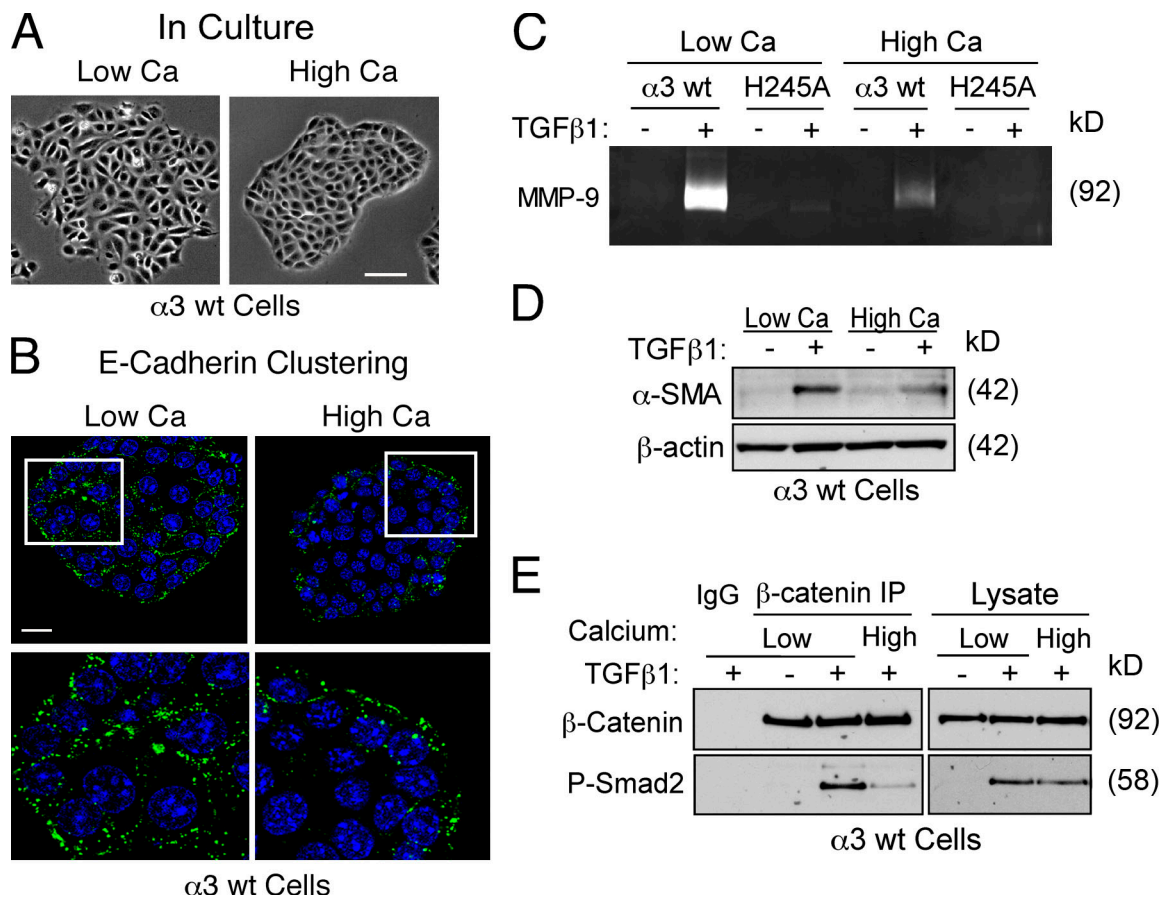 A
In Culture
Low Ca High Ca
α3 wt Cells
B
E-Cadherin Clustering
Low Ca High Ca
α3 wt Cells
C
Low Ca High Ca
α3 wt H245A α3 wt H245A
TGFβ1: - + - + - + - + kD
MMP-9 (92)
D
Low Ca High Ca
TGFβ1: - + - + kD
α-SMA (42)
β-actin (42)
α3 wt Cells
E
IgG β-catenin IP Lysate
Calcium: Low High Low High
TGFβ1: + - + + - + + kD
β-Catenin (92)
P-Smad2 (58)
α3 wt Cells